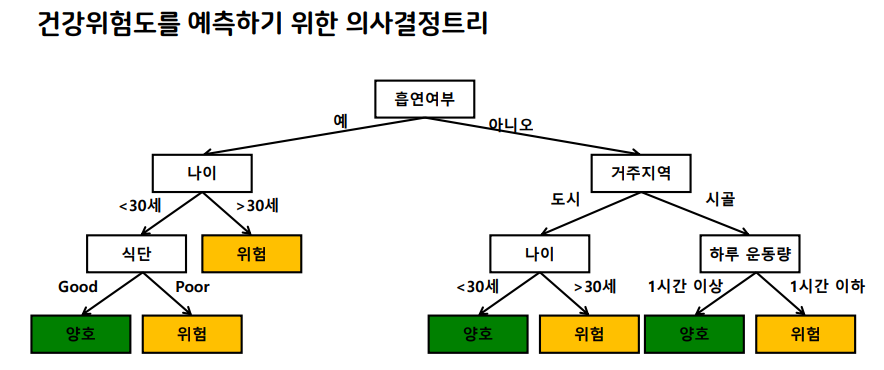 건강위험도를 예측하기 위한 의사결정트리
흡연여부
예
아니오
나이
거주지역
<30세
>30세
도시
시골
식단
위험
나이
하루 운동량
Good
Poor
<30세
>30세
1시간 이상
1시간 이하
양호
위험
양호
위험
양호
위험